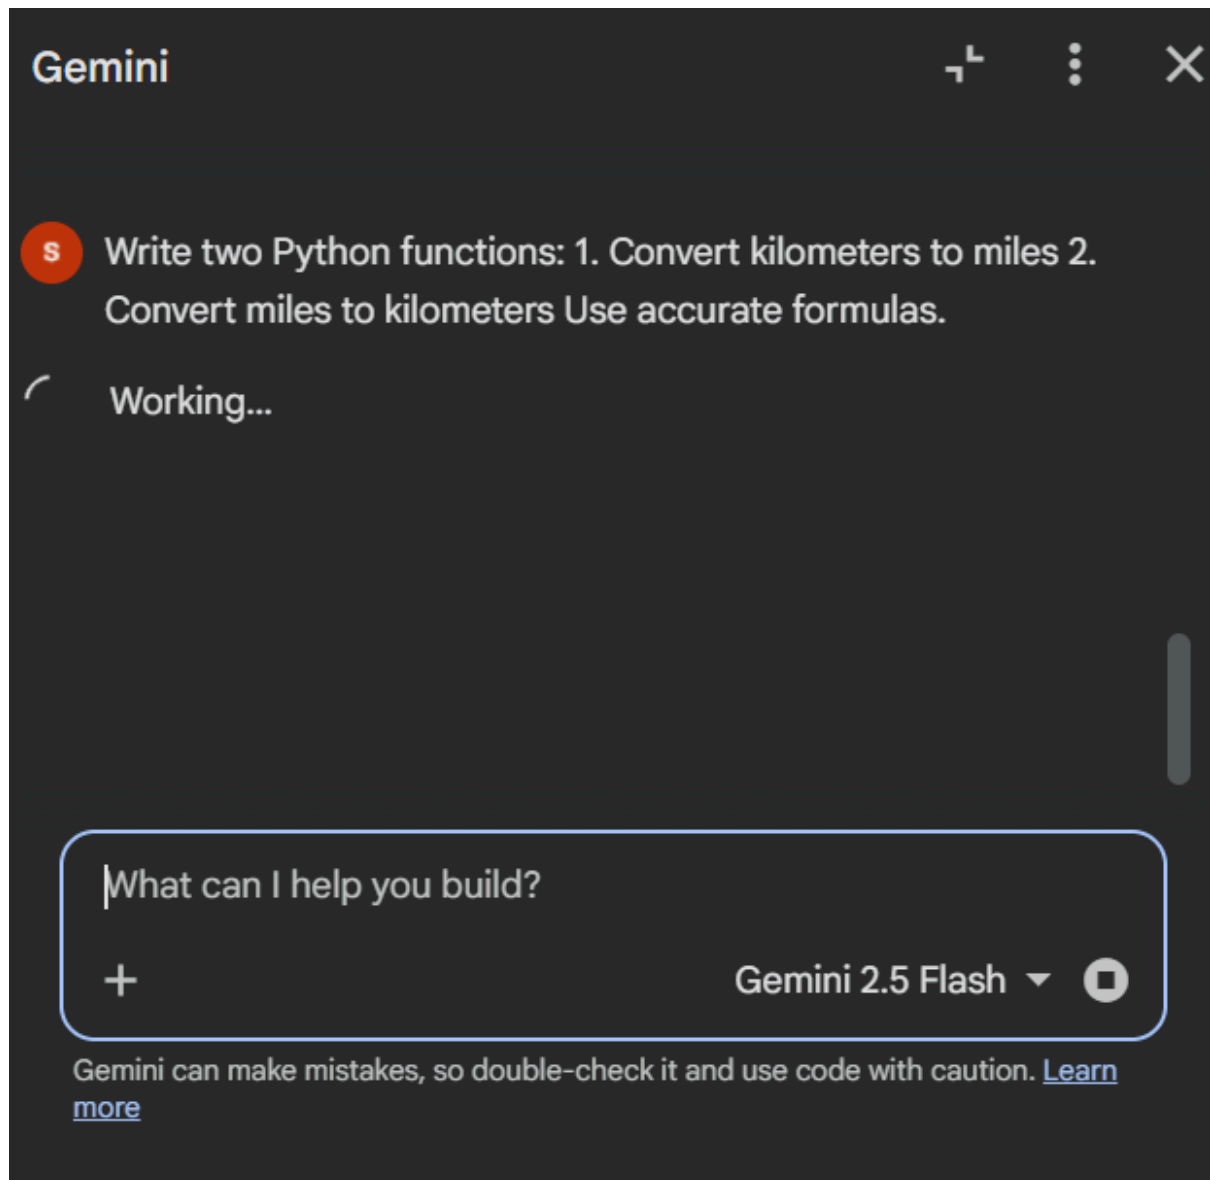 Gemini
S
Write two Python functions: 1. Convert kilometers to miles 2.
Convert miles to kilometers Use accurate formulas.
Working...
What can I help you build?
Gemini 2.5 Flash
Gemini can make mistakes, so double-check it and use code with caution. Learn
more